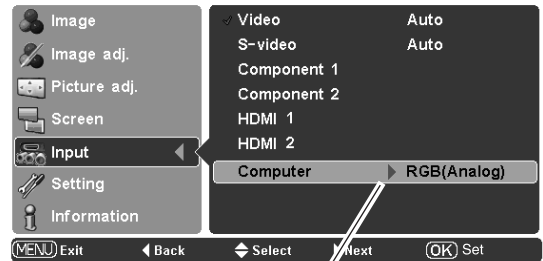 Image
Image adj.
Picture adj.
Screen
Input
Setting
Information
Video Auto
S-video Auto
Component 1
Component 2
HDMI 1
HDMI 2
Computer RGB(Analog)
MENU Exit Back Select Next OK Set